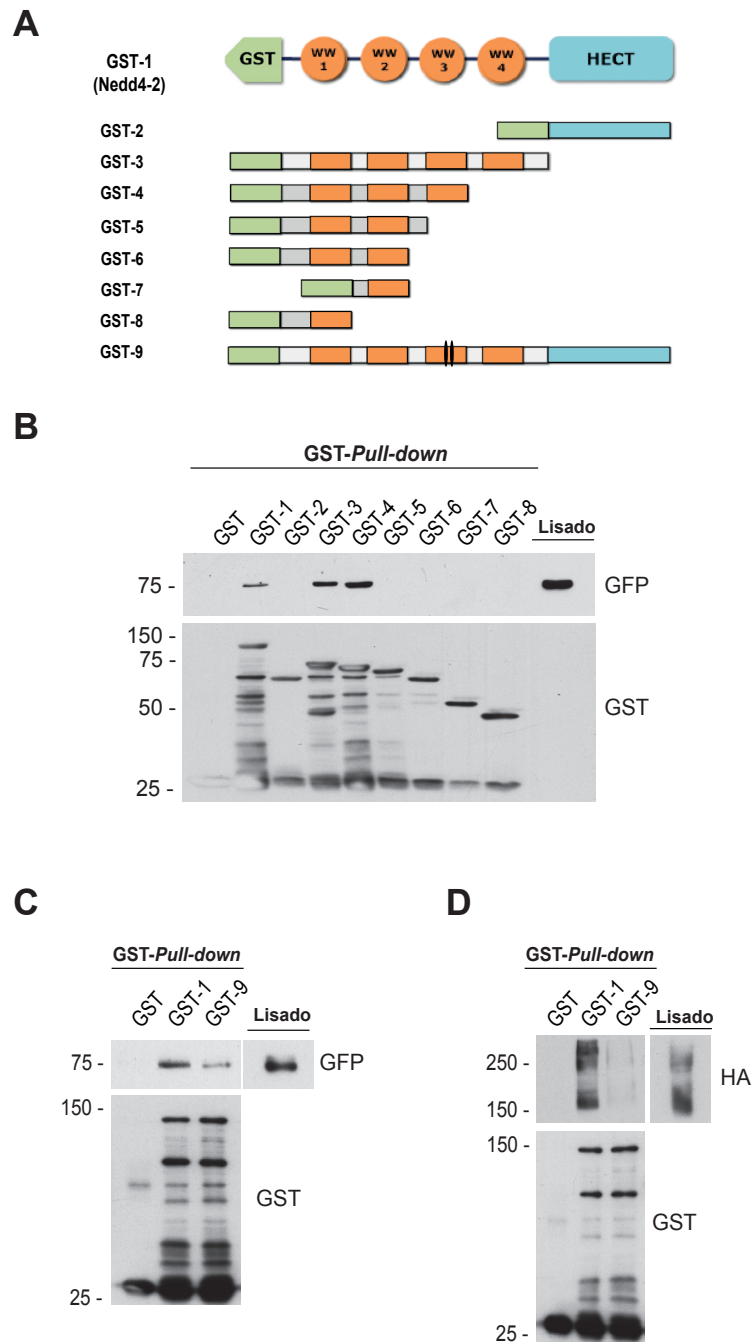 A
GST-1
(Nedd4-2)
GST
WW
1
WW
2
WW
3
WW
4
HECT
GST-2
GST-3
GST-4
GST-5
GST-6
GST-7
GST-8
GST-9
B
GST-Pull-down
GST
GST-1
GST-2
GST-3
GST-4
GST-5
GST-6
GST-7
GST-8
Lisado
75 -
GFP
150 -
75 -
50 -
25 -
GST
C
GST-Pull-down
GST
GST-1
GST-9
Lisado
75 -
GFP
150 -
GST
25 -
D
GST-Pull-down
GST
GST-1
GST-9
Lisado
250 -
150 -
HA
150 -
GST
25 -